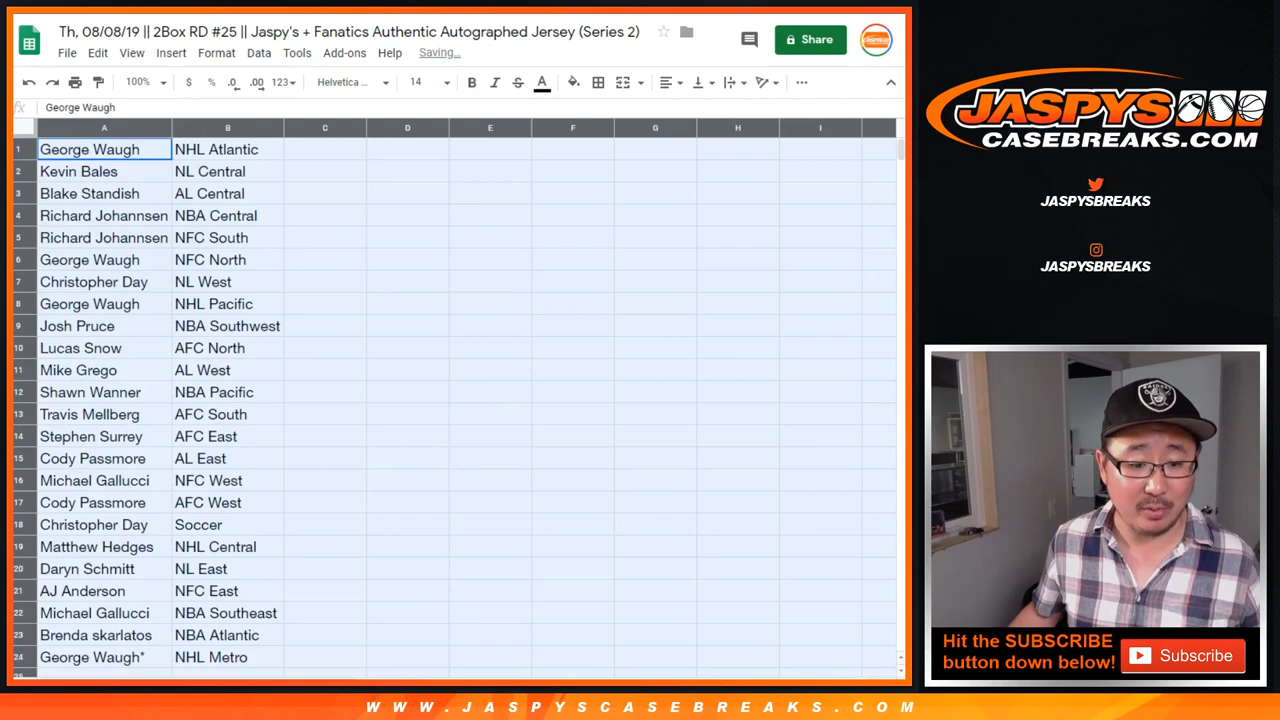 Th, 08/08/19 || 2Box RD #25 || Jaspy's + Fanatics Authentic Autographed Jersey (Series 2)
File Edit View Insert Format Data Tools Add-ons Help Saving...
Share
100% $ % .0 .00 123 Helvetica ... 14 B I S A
fx George Waugh
A B C D E F G H I
1 George Waugh NHL Atlantic
2 Kevin Bales NL Central
3 Blake Standish AL Central
4 Richard Johannsen NBA Central
5 Richard Johannsen NFC South
6 George Waugh NFC North
7 Christopher Day NL West
8 George Waugh NHL Pacific
9 Josh Pruce NBA Southwest
10 Lucas Snow AFC North
11 Mike Grego AL West
12 Shawn Wanner NBA Pacific
13 Travis Mellberg AFC South
14 Stephen Surrey AFC East
15 Cody Passmore AL East
16 Michael Gallucci NFC West
17 Cody Passmore AFC West
18 Christopher Day Soccer
19 Matthew Hedges NHL Central
20 Daryn Schmitt NL East
21 AJ Anderson NFC East
22 Michael Gallucci NBA Southeast
23 Brenda skarlatos NBA Atlantic
24 George Waugh* NHL Metro
JASPYS
CASEBREAKS.COM
JASPYSBREAKS
JASPYSBREAKS
RAIDERS
Hit the SUBSCRIBE
button down below!
Subscribe
WWW.JASPYSCASEBREAKS.COM